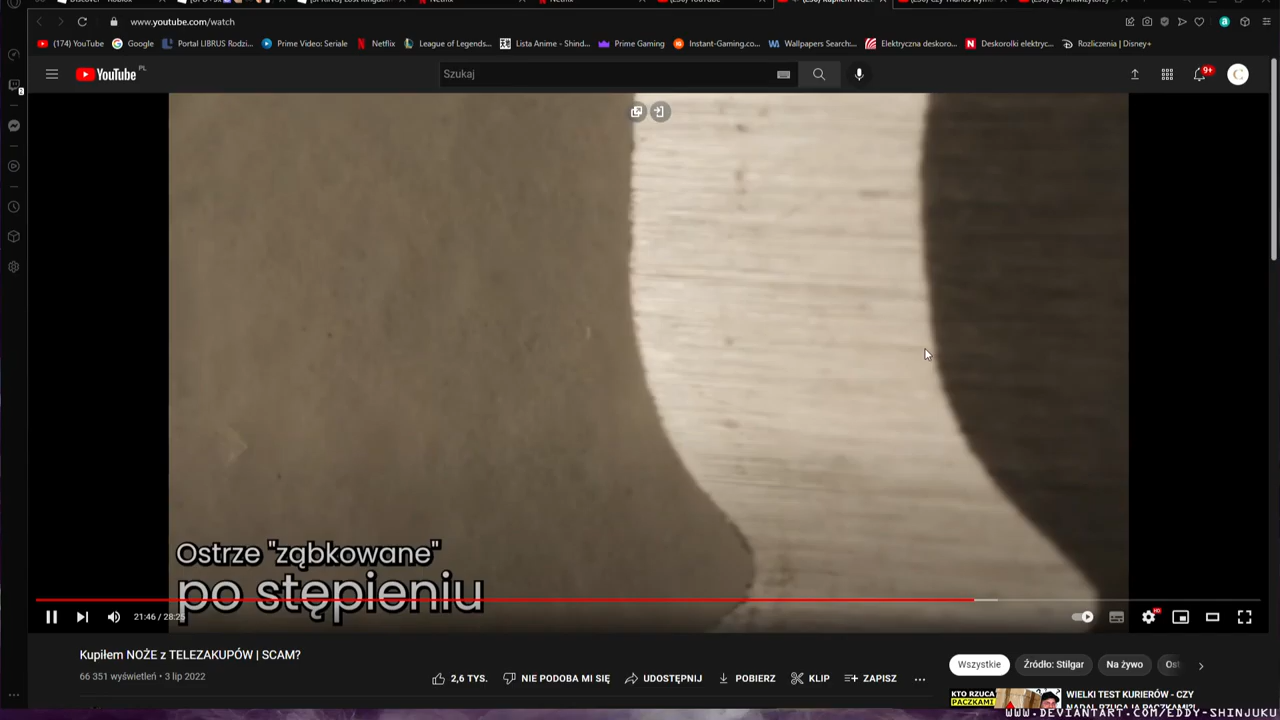 www.youtube.com/watch
(174) YouTube
Google
Portal LIBRUS Rodzi...
Prime Video: Seriale
Netflix
League of Legends...
Lista Anime - Shind...
Prime Gaming
Instant-Gaming.co...
Wallpapers Search:...
Elektryczna deskoro...
Deskorolki elektryc...
Rozliczenia | Disney+
YouTube PL
Szukaj
9+
C
Ostrze "ząbkowane"
po stępieniu
21:46 / 28:25
HD
Kupiłem NOŻE z TELEZAKUPÓW | SCAM?
66 351 wyświetleń • 3 lip 2022
2,6 TYS.
NIE PODOBA MI SIĘ
UDOSTĘPNIJ
POBIERZ
KLIP
ZAPISZ
Wszystkie
Źródło: Stilgar
Na żywo
Ost
KTO RZUCA
PACZKAMI
WIELKI TEST KURIERÓW - CZY
WWW.DEVIANTART.COM/EDDY-SHINJUKU